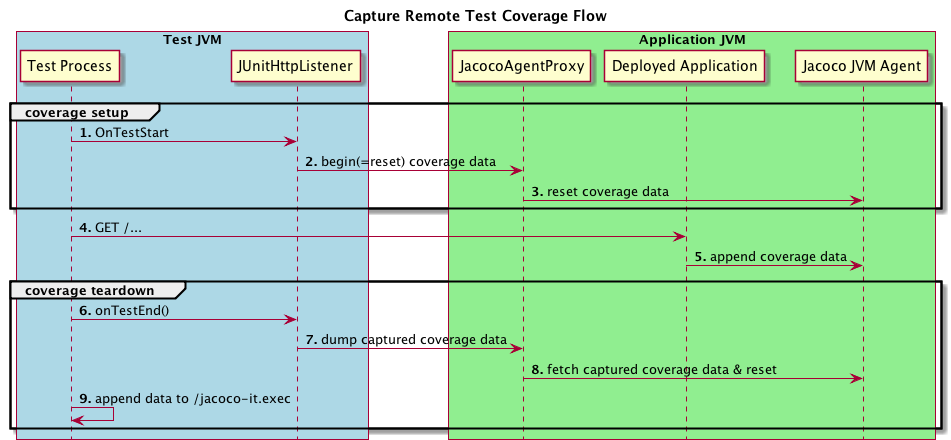 Capture Remote Test Coverage Flow
Test JVM
Application JVM
Test Process
JUnitHttpListener
JacocoAgentProxy
Deployed Application
Jacoco JVM Agent
coverage setup
1. OnTestStart
2. begin(=reset) coverage data
3. reset coverage data
4. GET /...
5. append coverage data
coverage teardown
6. onTestEnd()
7. dump captured coverage data
8. fetch captured coverage data & reset
9. append data to /jacoco-it.exec